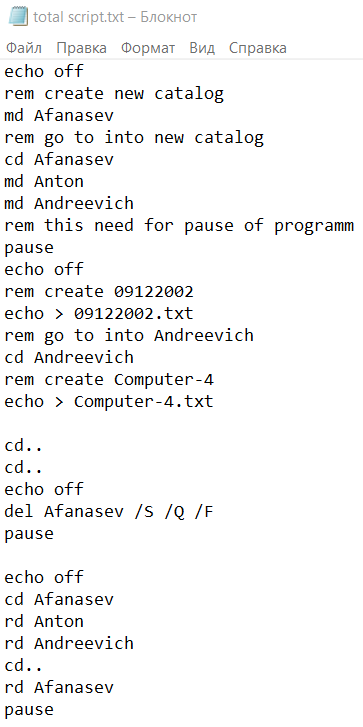 total script.txt – Блокнот
Файл Правка Формат Вид Справка
echo off
rem create new catalog
md Afanasev
rem go to into new catalog
cd Afanasev
md Anton
md Andreevich
rem this need for pause of programm
pause
echo off
rem create 09122002
echo > 09122002.txt
rem go to into Andreevich
cd Andreevich
rem create Computer-4
echo > Computer-4.txt
cd..
cd..
echo off
del Afanasev /S /Q /F
pause
echo off
cd Afanasev
rd Anton
rd Andreevich
cd..
rd Afanasev
pause